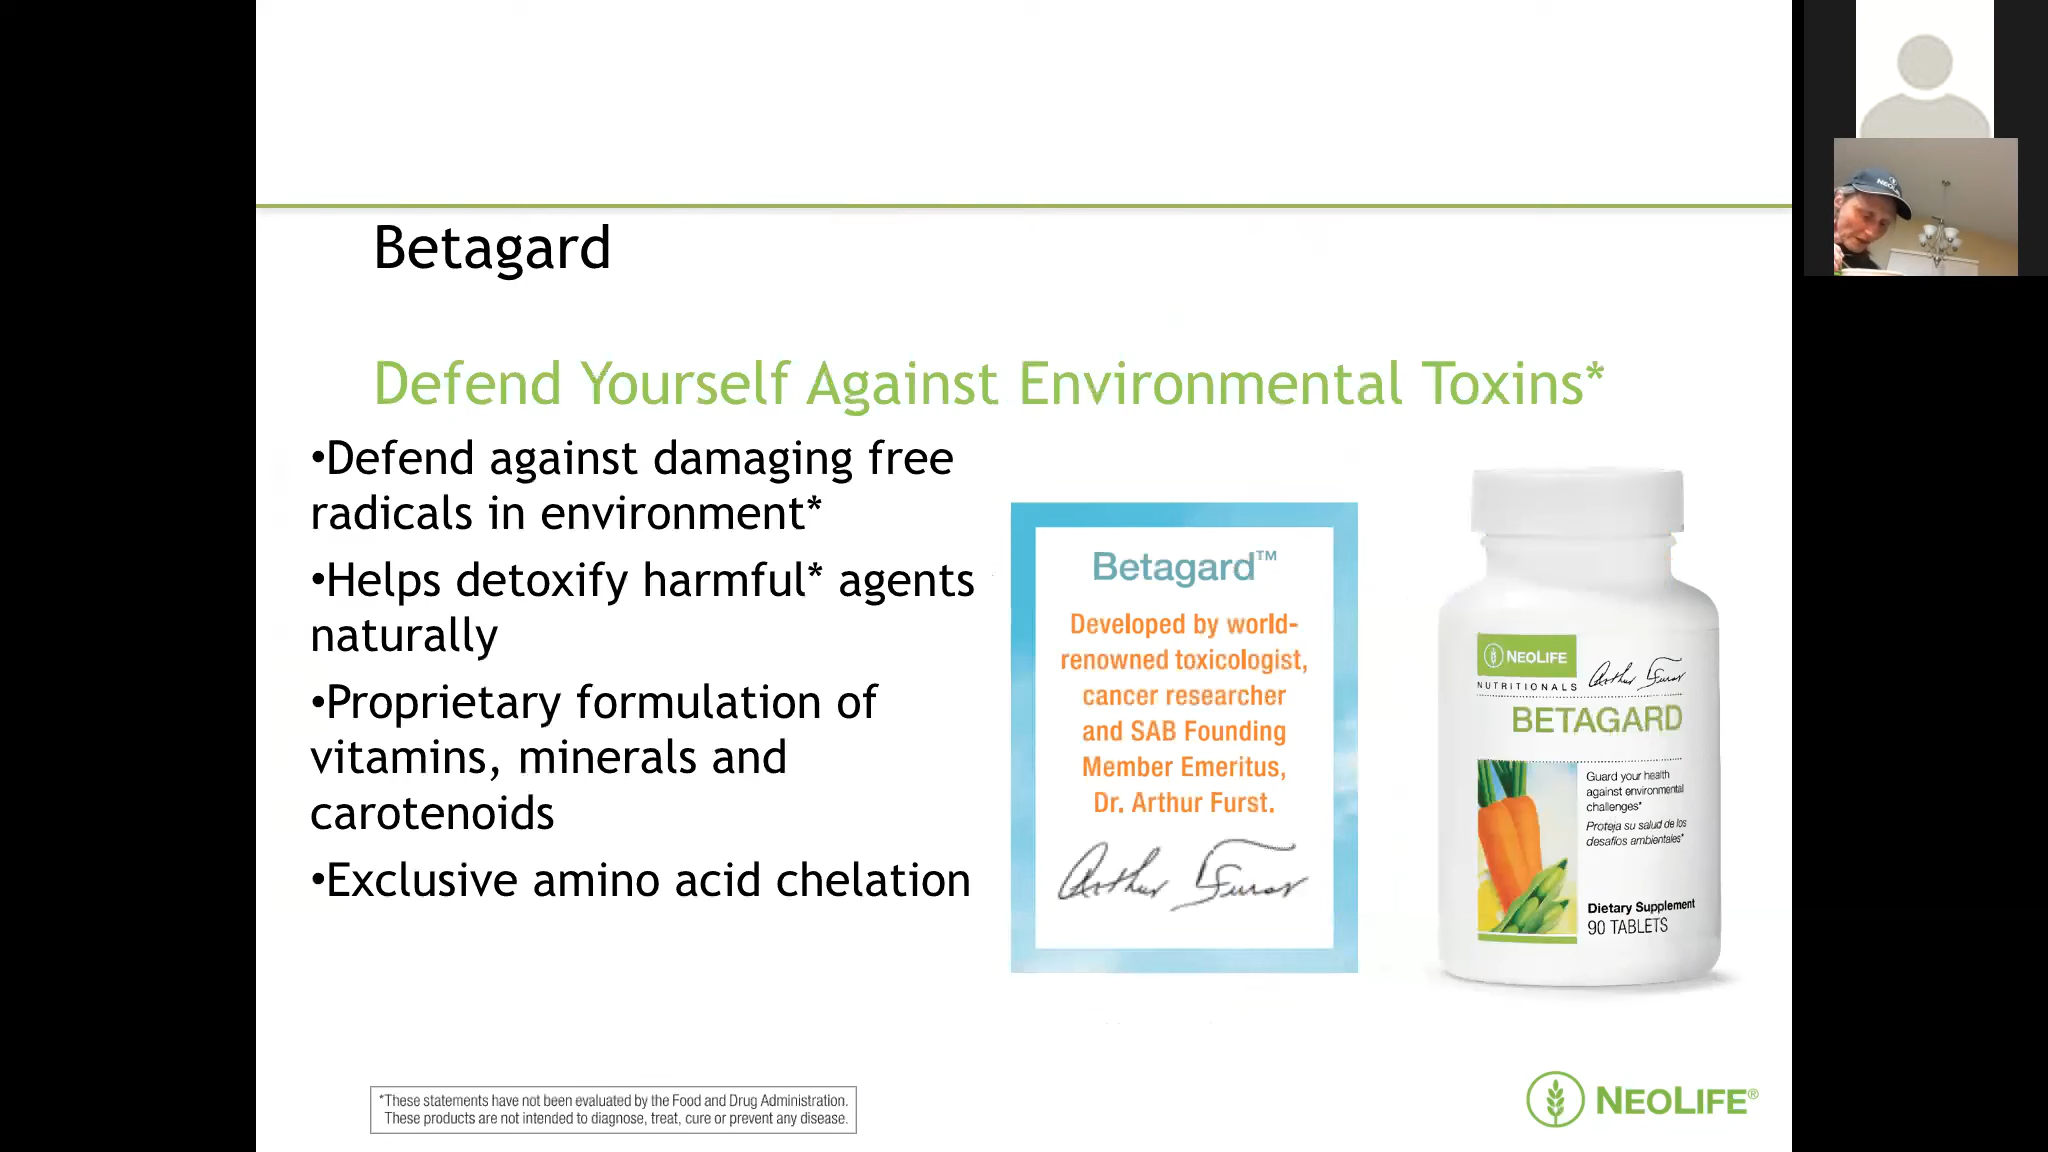 Betagard
Defend Yourself Against Environmental Toxins*
•Defend against damaging free
radicals in environment*
•Helps detoxify harmful* agents
naturally
•Proprietary formulation of
vitamins, minerals and
carotenoids
•Exclusive amino acid chelation
Betagard™
Developed by world-
renowned toxicologist,
cancer researcher
and SAB Founding
Member Emeritus,
Dr. Arthur Furst.
Arthur Furst
NEOLIFE
NUTRITIONALS
Arthur Furst
BETAGARD
Guard your health
against environmental
challenges*
Proteja su salud de los
desafíos ambientales*
Dietary Supplement
90 TABLETS
*These statements have not been evaluated by the Food and Drug Administration.
These products are not intended to diagnose, treat, cure or prevent any disease.
NEOLIFE®